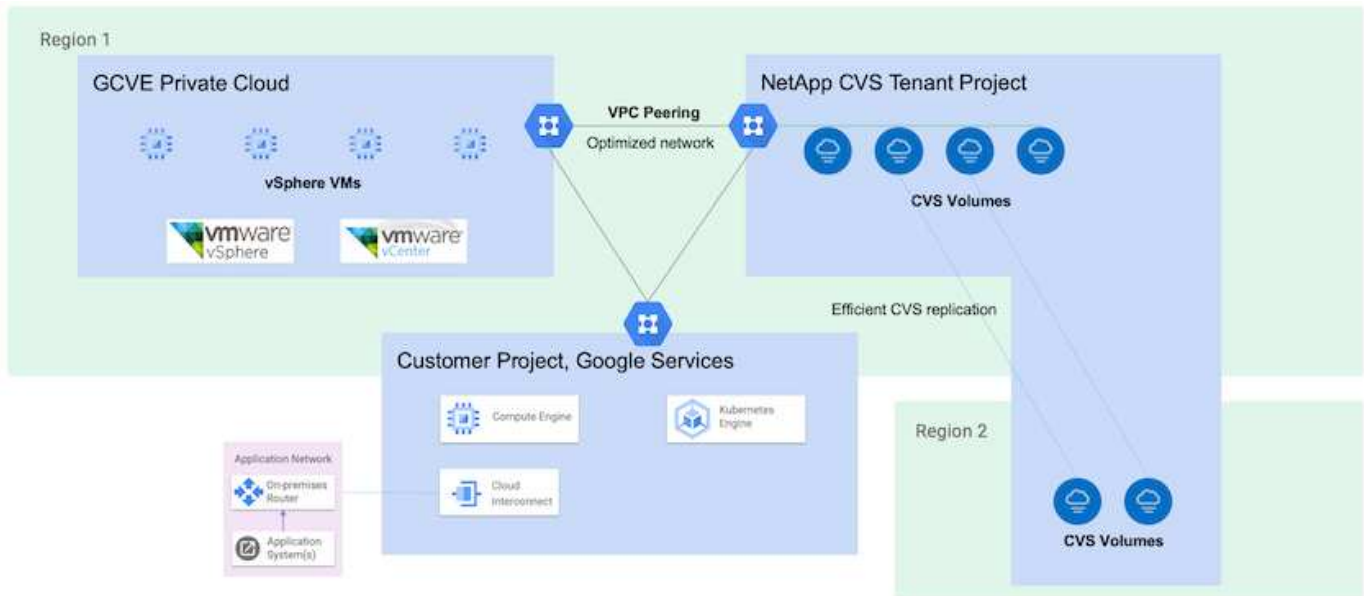 Region 1
GCVE Private Cloud
NetApp CVS Tenant Project
VPC Peering
Optimized network
vSphere VMs
CVS Volumes
vmware
vSphere
vmware
vCenter
Efficient CVS replication
Customer Project, Google Services
Compute Engine
Kubernetes
Engine
Region 2
Application Network
On-premises
Router
Cloud
Interconnect
Application
System(s)
CVS Volumes